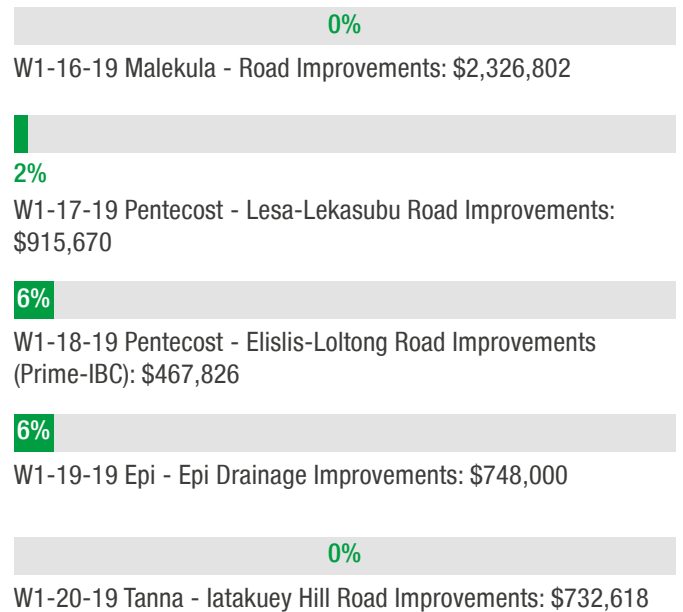 0%
W1-16-19 Malekula - Road Improvements: $2,326,802
2%
W1-17-19 Pentecost - Lesa-Lekasubu Road Improvements:
$915,670
6%
W1-18-19 Pentecost - Elislis-Loltong Road Improvements
(Prime-IBC): $467,826
6%
W1-19-19 Epi - Epi Drainage Improvements: $748,000
0%
W1-20-19 Tanna - Iatakuey Hill Road Improvements: $732,618